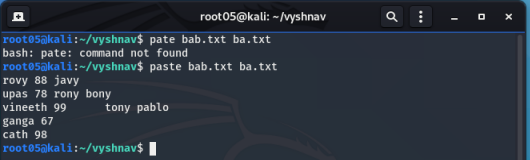 root05@kali: ~/vyshnav
root05@kali:~/vyshnav$ pate bab.txt ba.txt
bash: pate: command not found
root05@kali:~/vyshnav$ paste bab.txt ba.txt
rovy 88 javy
upas 78 rony bony
vineeth 99      tony pablo
ganga 67
cath 98
root05@kali:~/vyshnav$